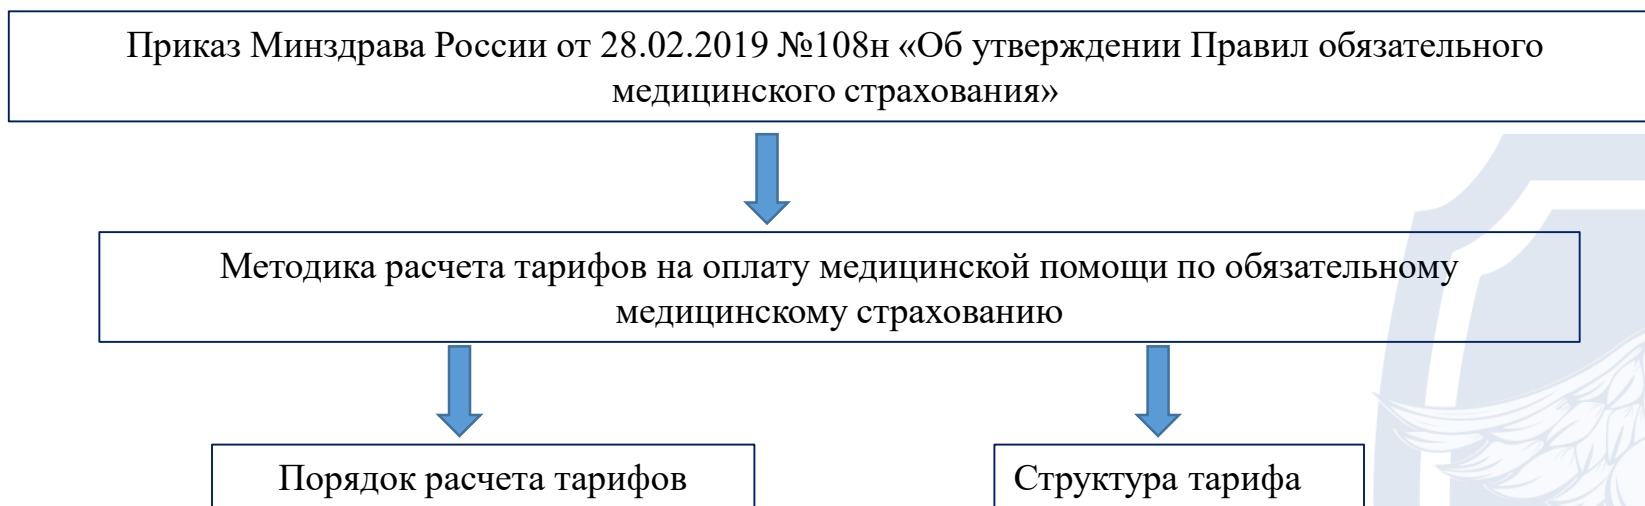 Приказ Минздрава России от 28.02.2019 №108н «Об утверждении Правил обязательного
медицинского страхования»
Методика расчета тарифов на оплату медицинской помощи по обязательному
медицинскому страхованию
Порядок расчета тарифов
Структура тарифа